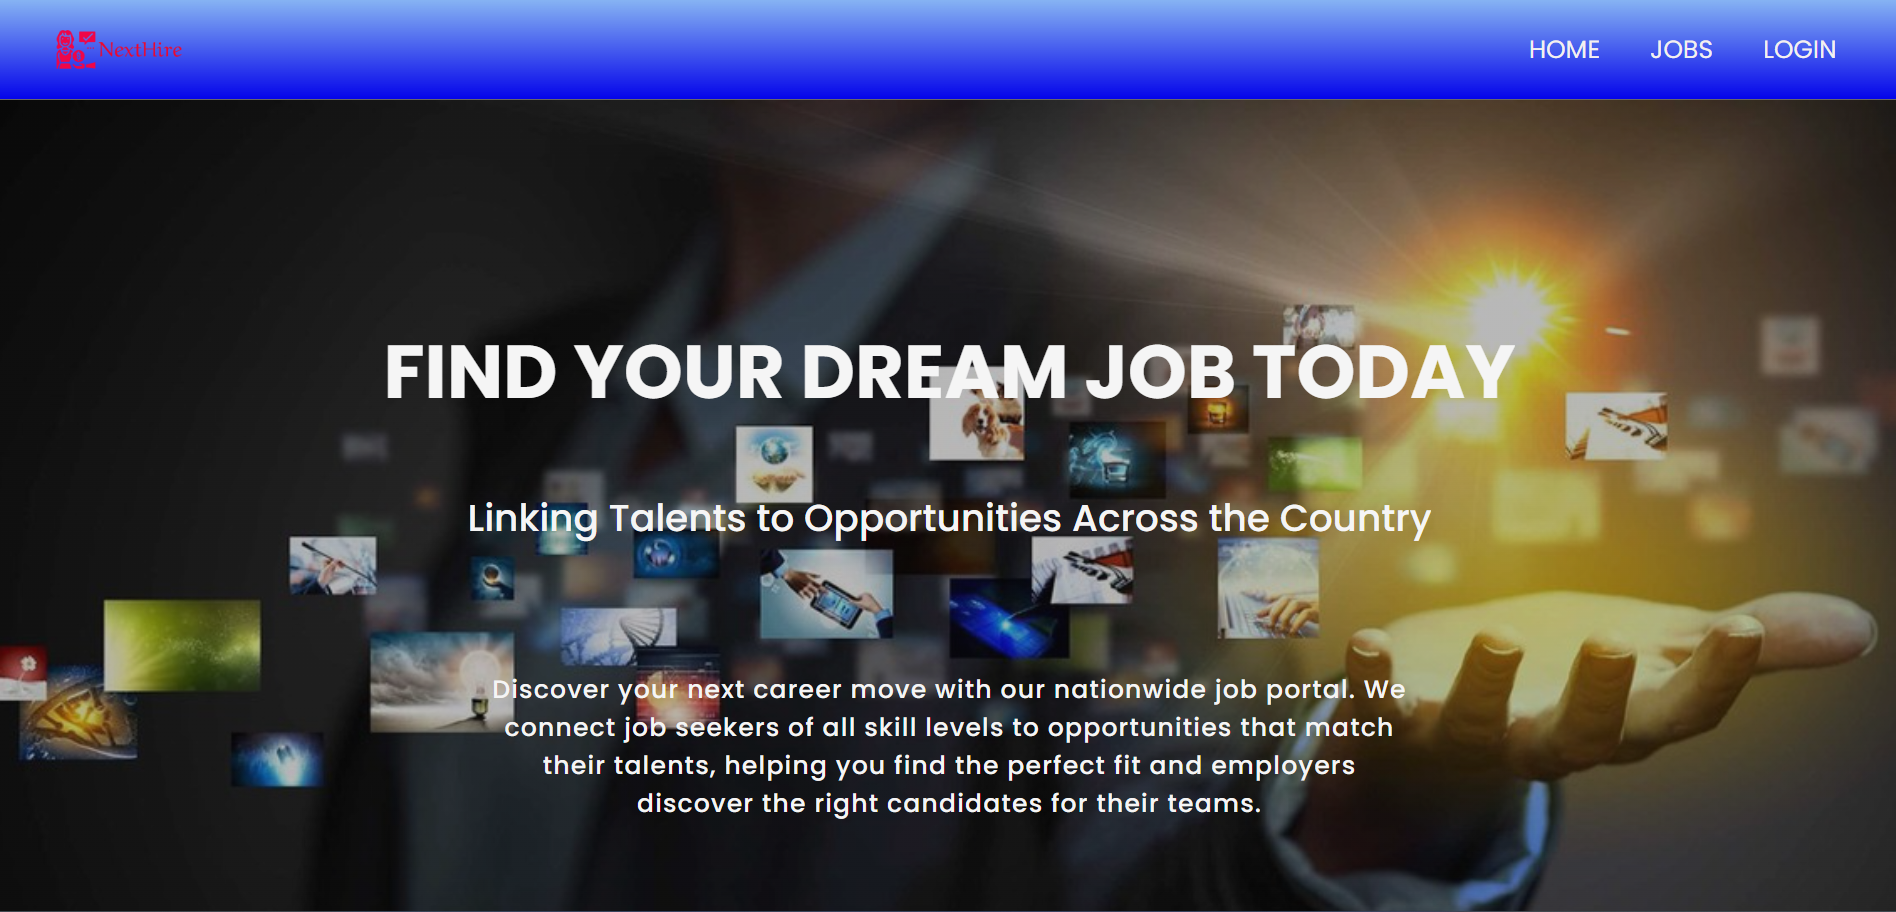 NextHire
HOME JOBS LOGIN
FIND YOUR DREAM JOB TODAY
Linking Talents to Opportunities Across the Country
Discover your next career move with our nationwide job portal. We
connect job seekers of all skill levels to opportunities that match
their talents, helping you find the perfect fit and employers
discover the right candidates for their teams.